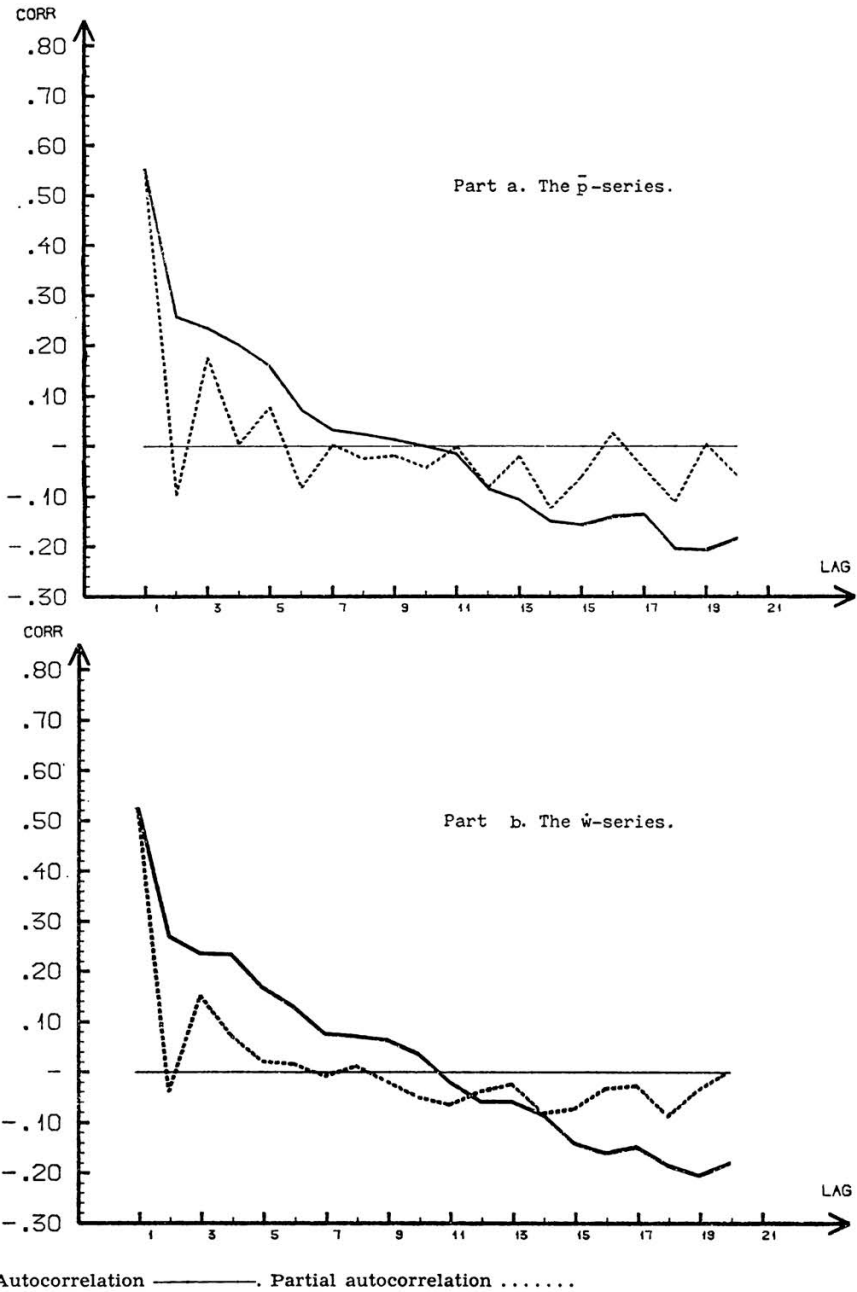 CORR
.80
.70
.60
Part a. The p̄-series.
.50
.40
.30
.20
.10
–
-.10
-.20
LAG
-.30
1 3 5 7 9 11 13 15 17 19 21
CORR
.80
.70
.60
Part b. The ẇ-series.
.50
.40
.30
.20
.10
–
-.10
-.20
LAG
-.30
1 3 5 7 9 11 13 15 17 19 21
Autocorrelation ———. Partial autocorrelation .......